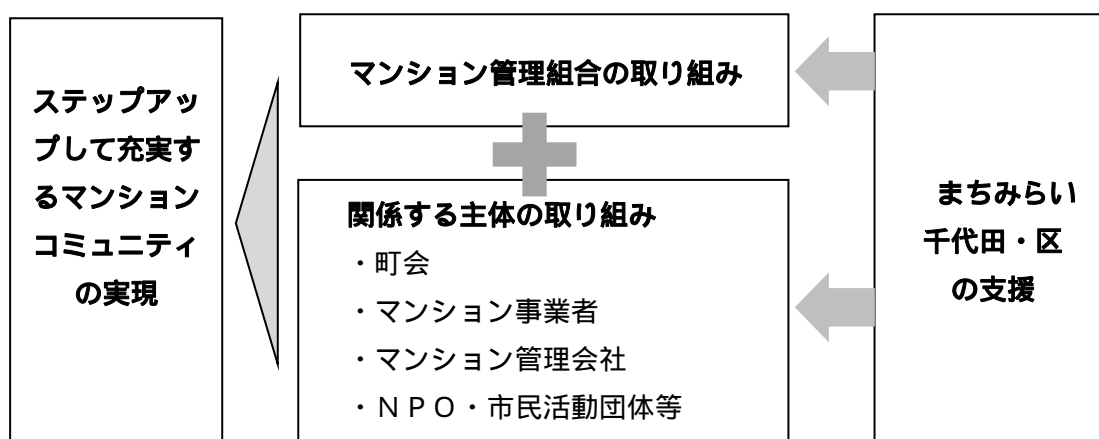 ステップアッ
プして充実す
るマンション
コミュニティ
の実現
マンション管理組合の取り組み
関係する主体の取り組み
・町会
・マンション事業者
・マンション管理会社
・ＮＰＯ・市民活動団体等
まちみらい
千代田・区
の支援